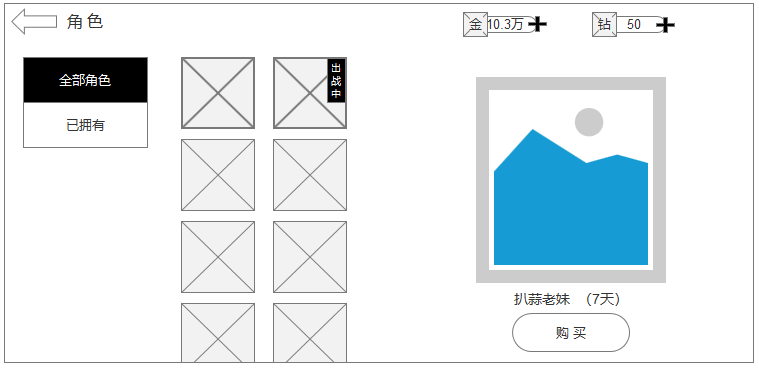 角色
金 10.3万
钻 50
全部角色
已拥有
出战中
扒蒜老妹 （7天）
购买